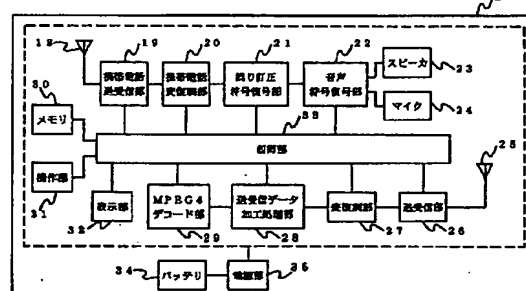 18
19
20
21
22
携帯電話
送受信部
携帯電話
変復調部
誤り訂正
符号信号部
音声
符号信号部
スピーカ
23
マイク
24
30
メモリ
33
制御部
25
操作部
31
表示部
32
MPEG4
デコード部
29
送受信データ
加工処理部
28
変復調部
27
送受信部
26
34
バッテリ
電源部
35